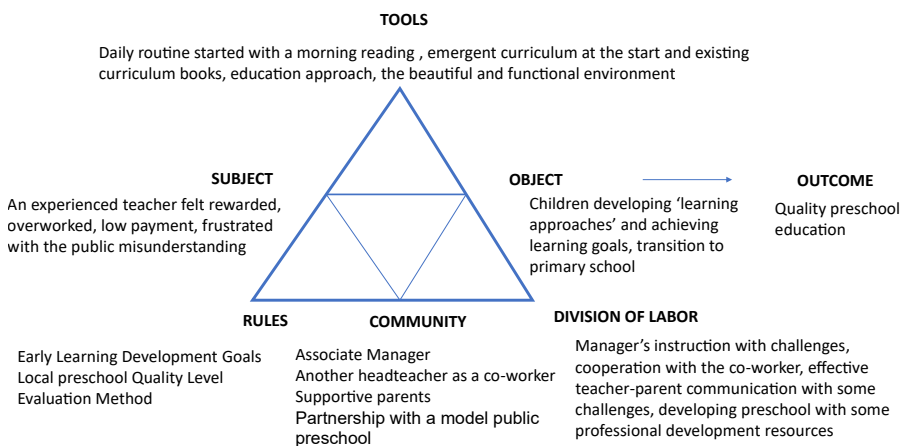 TOOLS
Daily routine started with a morning reading , emergent curriculum at the start and existing
curriculum books, education approach, the beautiful and functional environment
SUBJECT
An experienced teacher felt rewarded,
overworked, low payment, frustrated
with the public misunderstanding
OBJECT
Children developing ‘learning
approaches’ and achieving
learning goals, transition to
primary school
OUTCOME
Quality preschool
education
RULES
Early Learning Development Goals
Local preschool Quality Level
Evaluation Method
COMMUNITY
Associate Manager
Another headteacher as a co-worker
Supportive parents
Partnership with a model public
preschool
DIVISION OF LABOR
Manager’s instruction with challenges,
cooperation with the co-worker, effective
teacher-parent communication with some
challenges, developing preschool with some
professional development resources